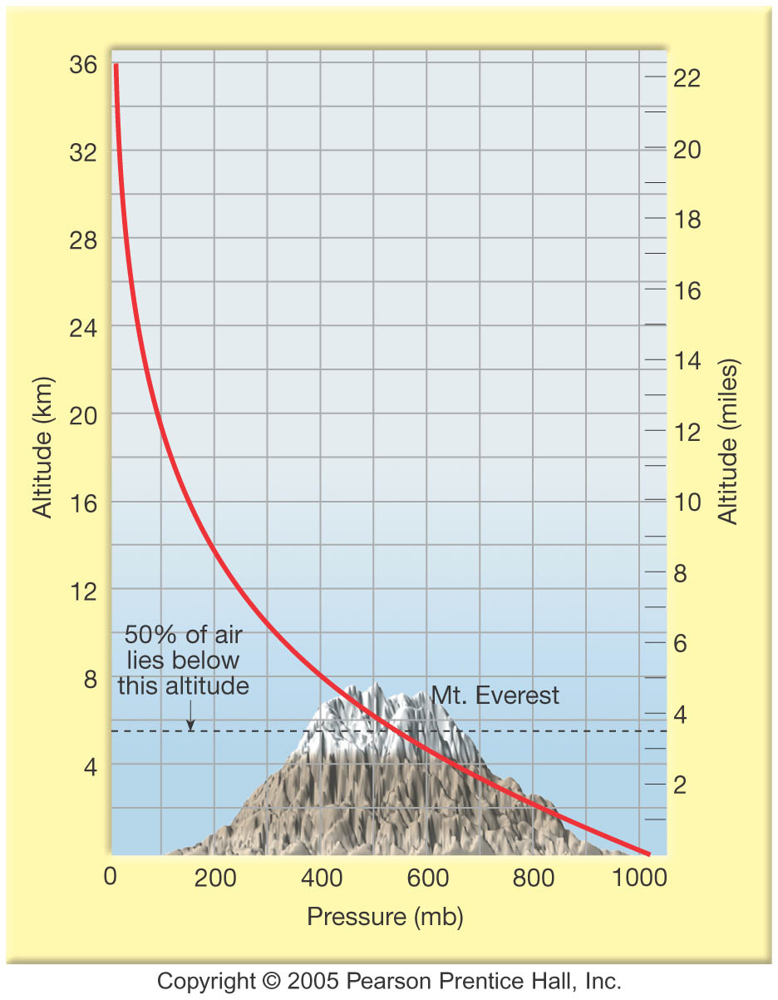 36
32
28
24
20
16
12
8
4
Altitude (km)
22
20
18
16
14
12
10
8
6
4
2
Altitude (miles)
50% of air
lies below
this altitude
Mt. Everest
0 200 400 600 800 1000
Pressure (mb)
Copyright © 2005 Pearson Prentice Hall, Inc.